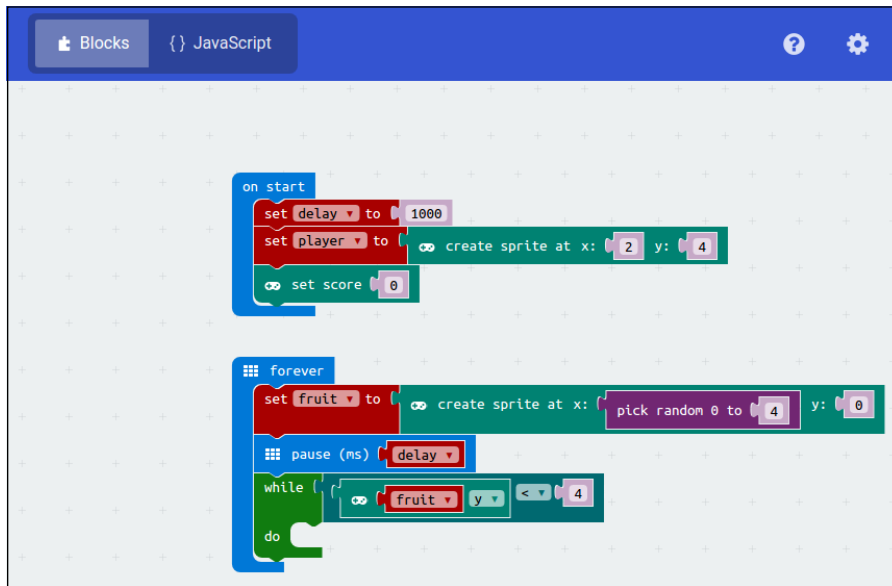 Blocks { } JavaScript ?
on start
set delay ▼ to 1000
set player ▼ to create sprite at x: 2 y: 4
set score 0
forever
set fruit ▼ to create sprite at x: pick random 0 to 4 y: 0
pause (ms) delay ▼
while fruit ▼ y ▼ < ▼ 4
do